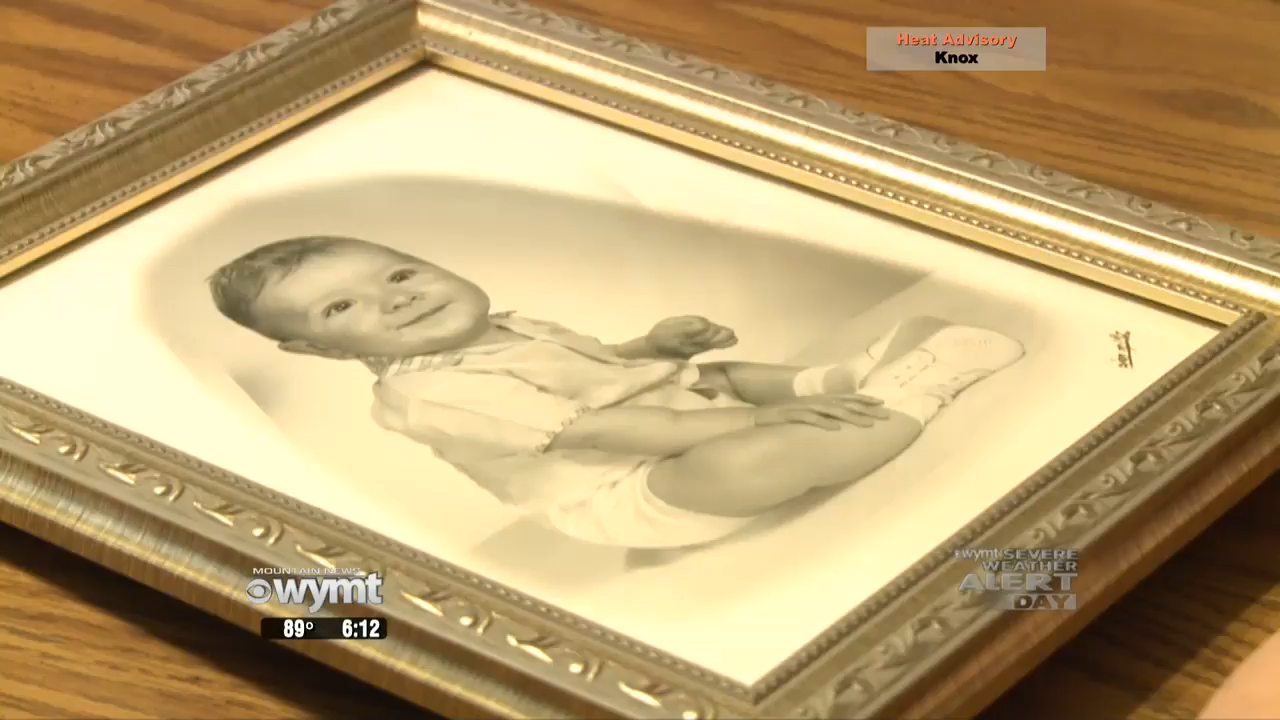 Heat Advisory
Knox
MOUNTAIN NEWS
wymt
89° 6:12
wymt SEVERE
WEATHER
ALERT
DAY